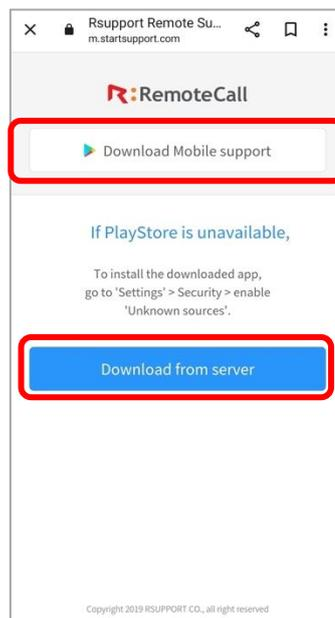 Rsupport Remote Su...
m.startsupport.com
R:RemoteCall
Download Mobile support
If PlayStore is unavailable,
To install the downloaded app,
go to 'Settings' > Security > enable
'Unknown sources'.
Download from server
Copyright 2019 RSUPPORT CO., all right reserved